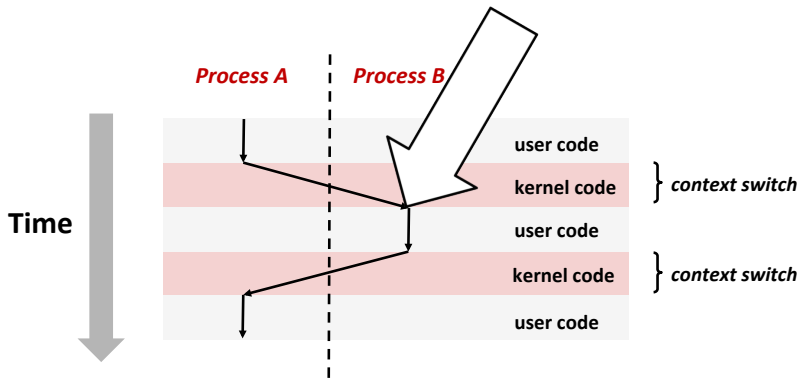 Process A Process B
user code
kernel code } context switch
Time
user code
kernel code } context switch
user code